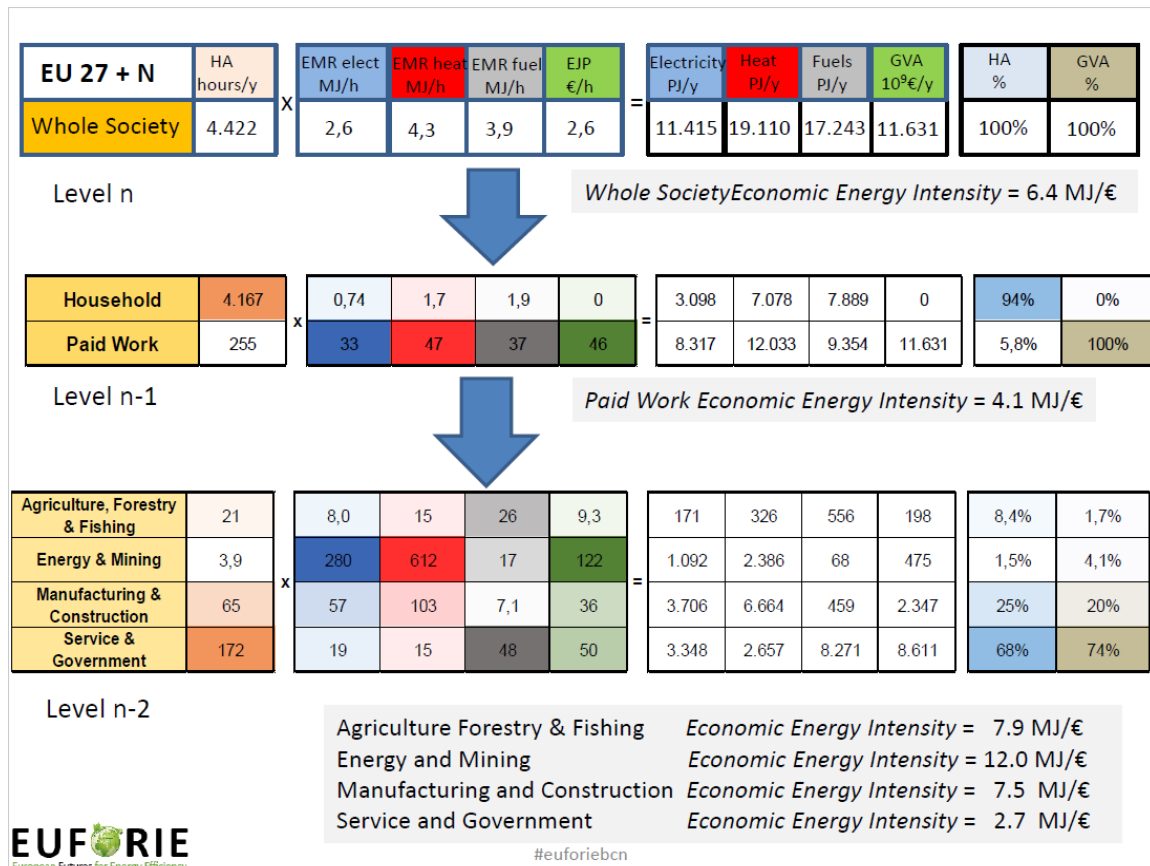 EU 27 + N HA hours/y EMR elect MJ/h EMR heat MJ/h EMR fuel MJ/h EJP €/h Electricity PJ/y Heat PJ/y Fuels PJ/y GVA 10⁹€/y HA % GVA %
Whole Society 4.422 x 2,6 4,3 3,9 2,6 = 11.415 19.110 17.243 11.631 100% 100%
Level n
Whole SocietyEconomic Energy Intensity = 6.4 MJ/€
Household 4.167 0,74 1,7 1,9 0 3.098 7.078 7.889 0 94% 0%
x =
Paid Work 255 33 47 37 46 8.317 12.033 9.354 11.631 5,8% 100%
Level n-1
Paid Work Economic Energy Intensity = 4.1 MJ/€
Agriculture, Forestry & Fishing 21 8,0 15 26 9,3 171 326 556 198 8,4% 1,7%
Energy & Mining 3,9 280 612 17 122 1.092 2.386 68 475 1,5% 4,1%
x =
Manufacturing & Construction 65 57 103 7,1 36 3.706 6.664 459 2.347 25% 20%
Service & Government 172 19 15 48 50 3.348 2.657 8.271 8.611 68% 74%
Level n-2
Agriculture Forestry & Fishing Economic Energy Intensity = 7.9 MJ/€
Energy and Mining Economic Energy Intensity = 12.0 MJ/€
Manufacturing and Construction Economic Energy Intensity = 7.5 MJ/€
Service and Government Economic Energy Intensity = 2.7 MJ/€
EUFORIE
European Futures for Energy Efficiency
#euforiebcn